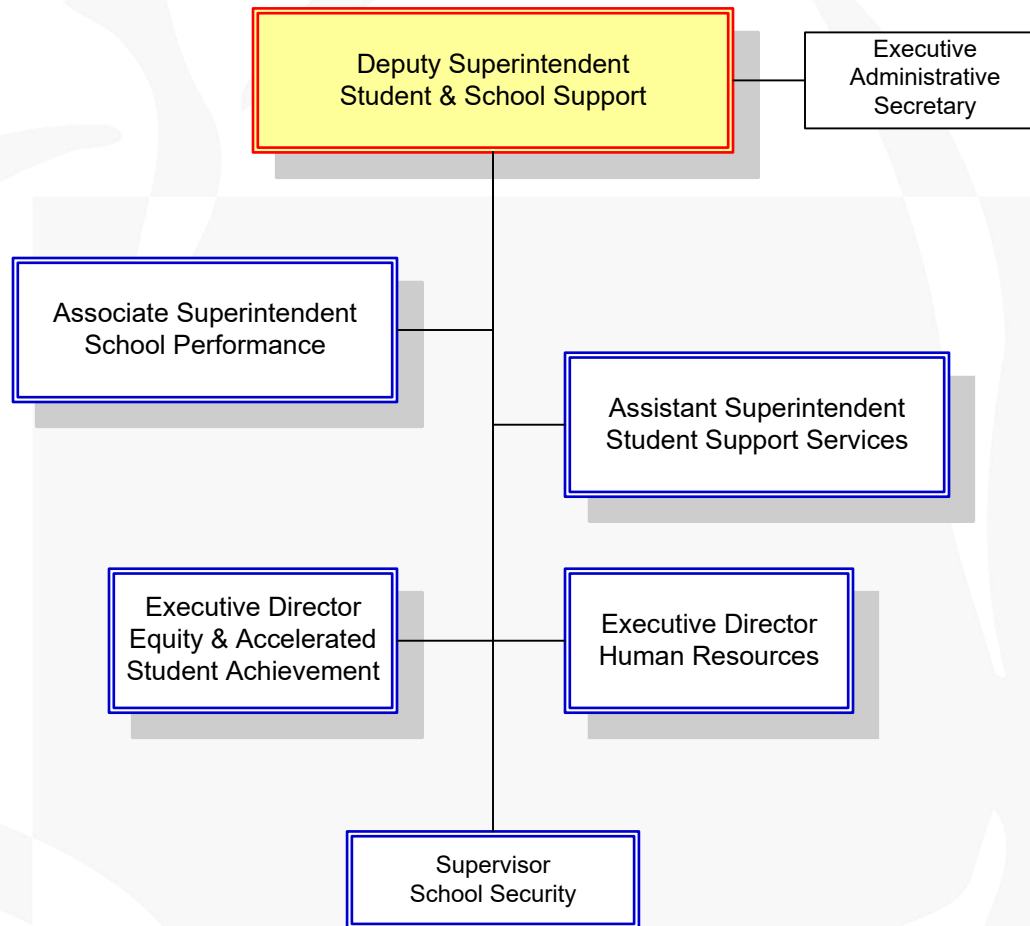 Deputy Superintendent
Student & School Support
Executive
Administrative
Secretary
Associate Superintendent
School Performance
Assistant Superintendent
Student Support Services
Executive Director
Equity & Accelerated
Student Achievement
Executive Director
Human Resources
Supervisor
School Security